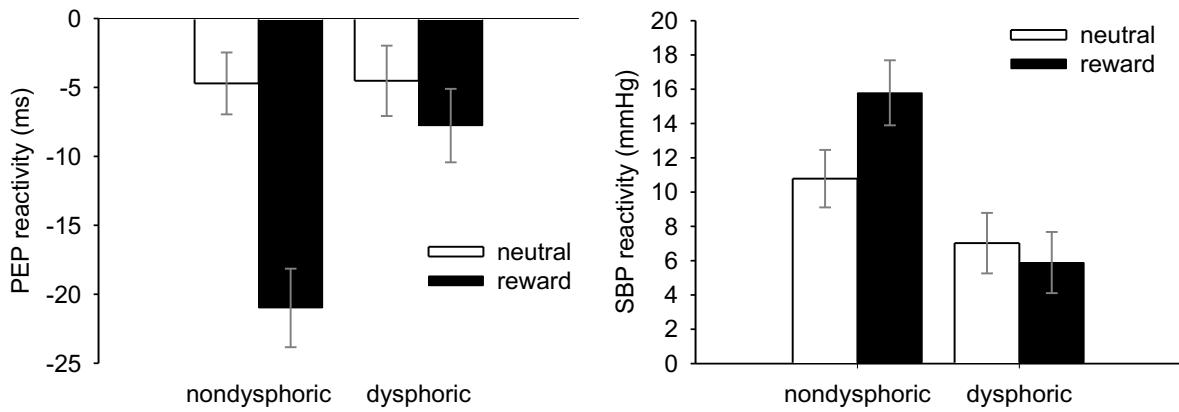 PEP reactivity (ms)
0
-5
-10
-15
-20
-25
neutral
reward
nondysphoric
dysphoric
SBP reactivity (mmHg)
20
18
16
14
12
10
8
6
4
2
0
neutral
reward
nondysphoric
dysphoric